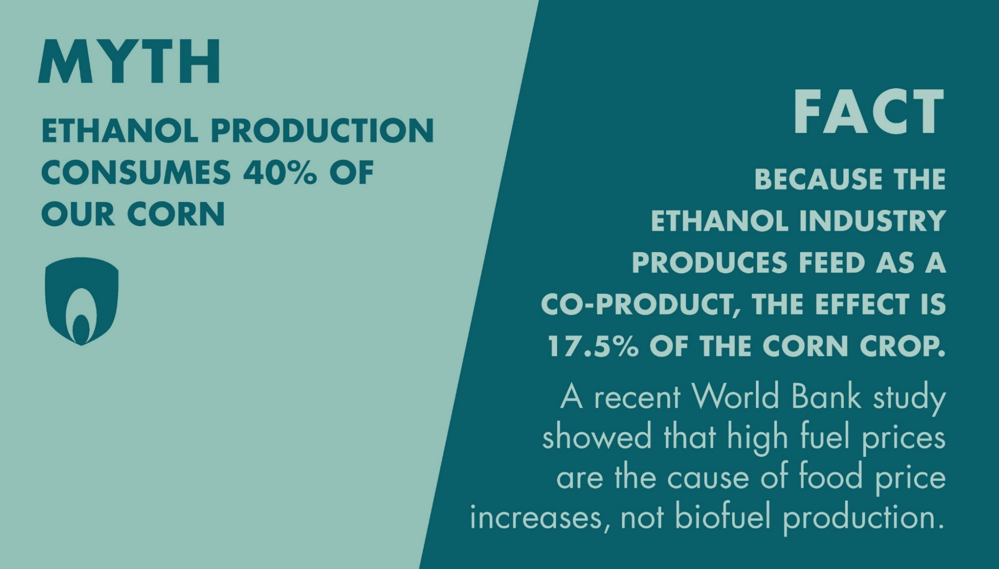 MYTH
ETHANOL PRODUCTION
CONSUMES 40% OF
OUR CORN
FACT
BECAUSE THE
ETHANOL INDUSTRY
PRODUCES FEED AS A
CO-PRODUCT, THE EFFECT IS
17.5% OF THE CORN CROP.
A recent World Bank study
showed that high fuel prices
are the cause of food price
increases, not biofuel production.